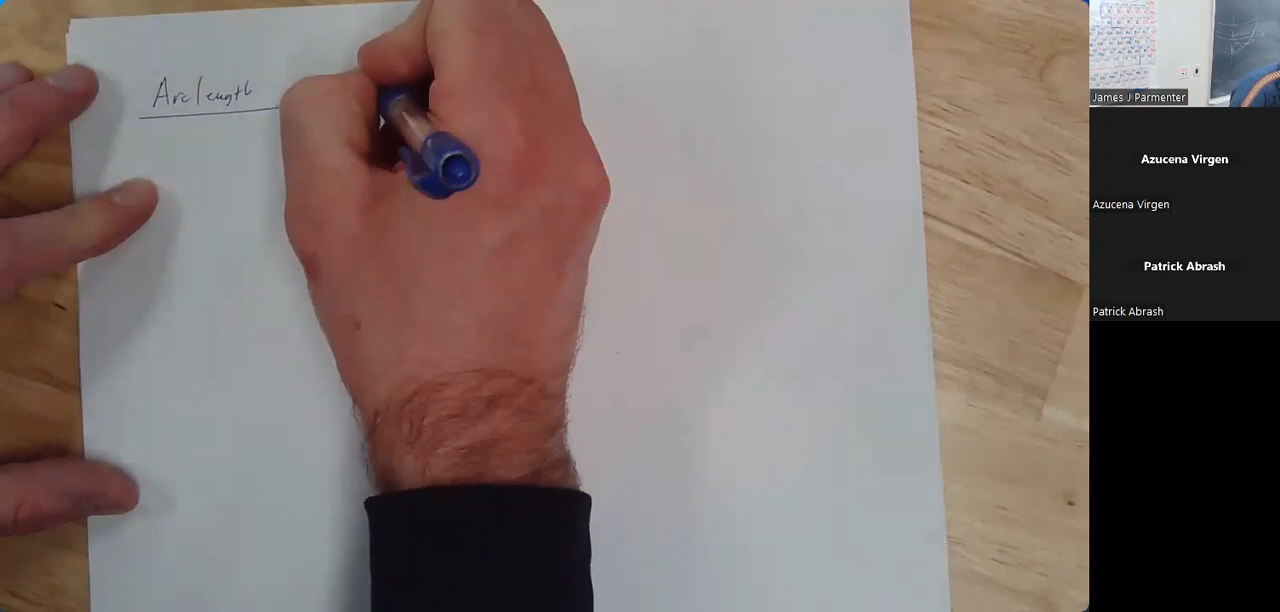 Arclength
James J Parmenter
Azucena Virgen
Azucena Virgen
Patrick Abrash
Patrick Abrash